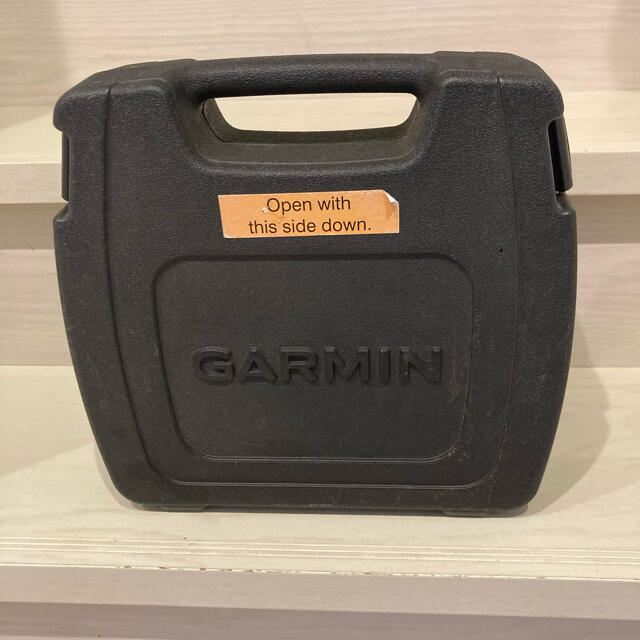 Open with
this side down.
GARMIN